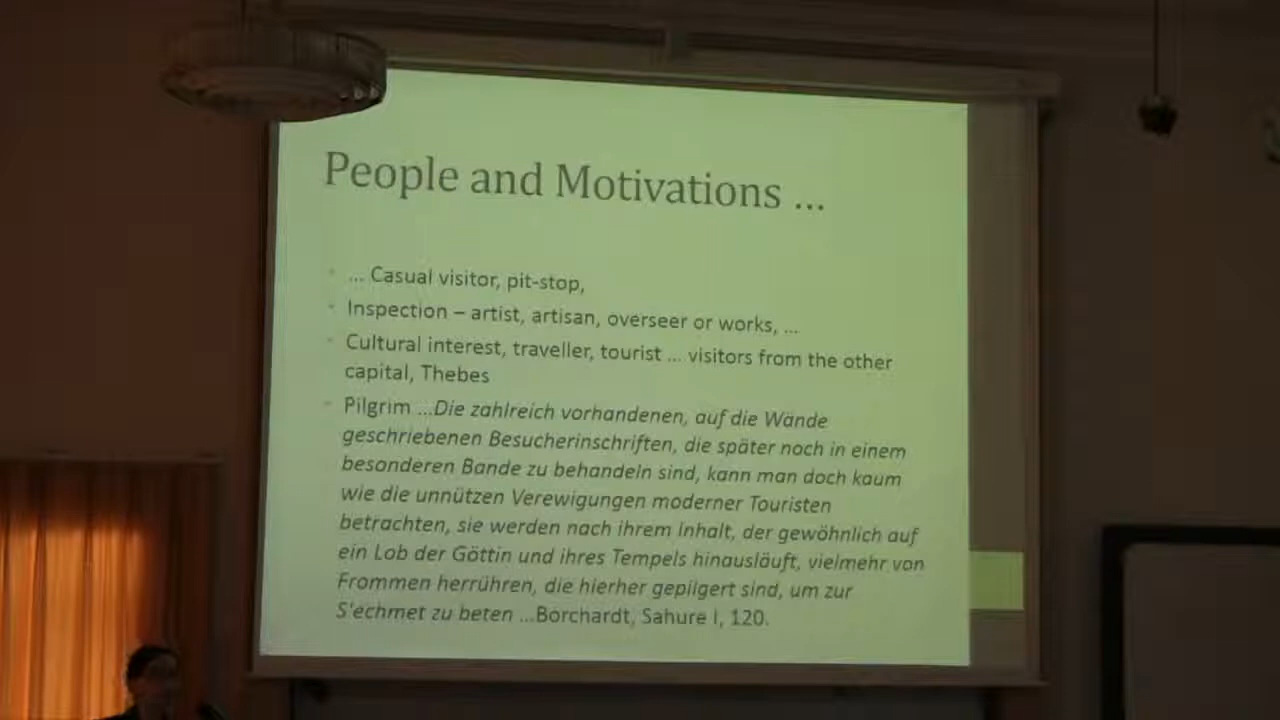 People and Motivations ...
... Casual visitor, pit-stop,
Inspection – artist, artisan, overseer or works, ...
Cultural interest, traveller, tourist ... visitors from the other
capital, Thebes
Pilgrim ...Die zahlreich vorhandenen, auf die Wände
geschriebenen Besucherinschriften, die später noch in einem
besonderen Bande zu behandeln sind, kann man doch kaum
wie die unnützen Verewigungen moderner Touristen
betrachten, sie werden nach ihrem Inhalt, der gewöhnlich auf
ein Lob der Göttin und ihres Tempels hinausläuft, vielmehr von
Frommen herrühren, die hierher gepilgert sind, um zur
S'echmet zu beten ...Borchardt, Sahure I, 120.